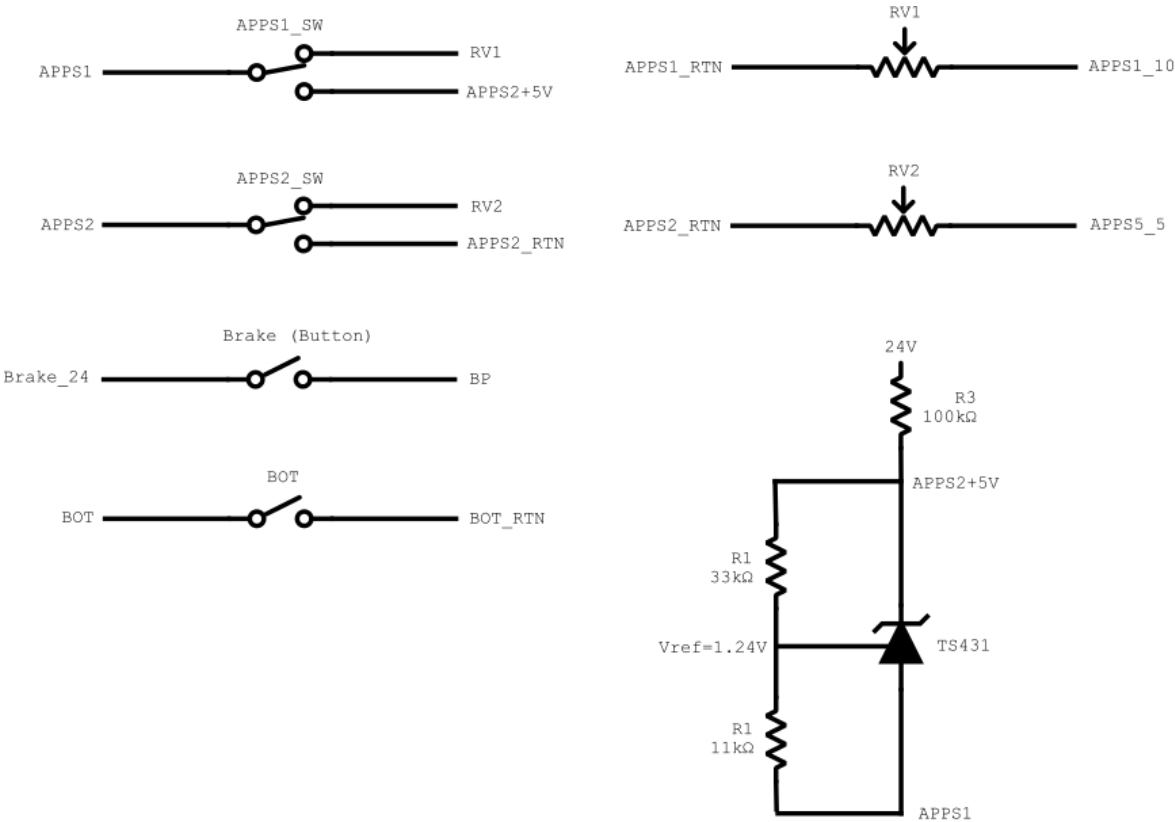 APPS1_SW
APPS1
RV1
APPS2+5V
APPS2_SW
APPS2
RV2
APPS2_RTN
Brake (Button)
Brake_24
BP
BOT
BOT
BOT_RTN
RV1
APPS1_RTN
APPS1_10
RV2
APPS2_RTN
APPS5_5
24V
R3
100kΩ
APPS2+5V
R1
33kΩ
Vref=1.24V
TS431
R1
11kΩ
APPS1